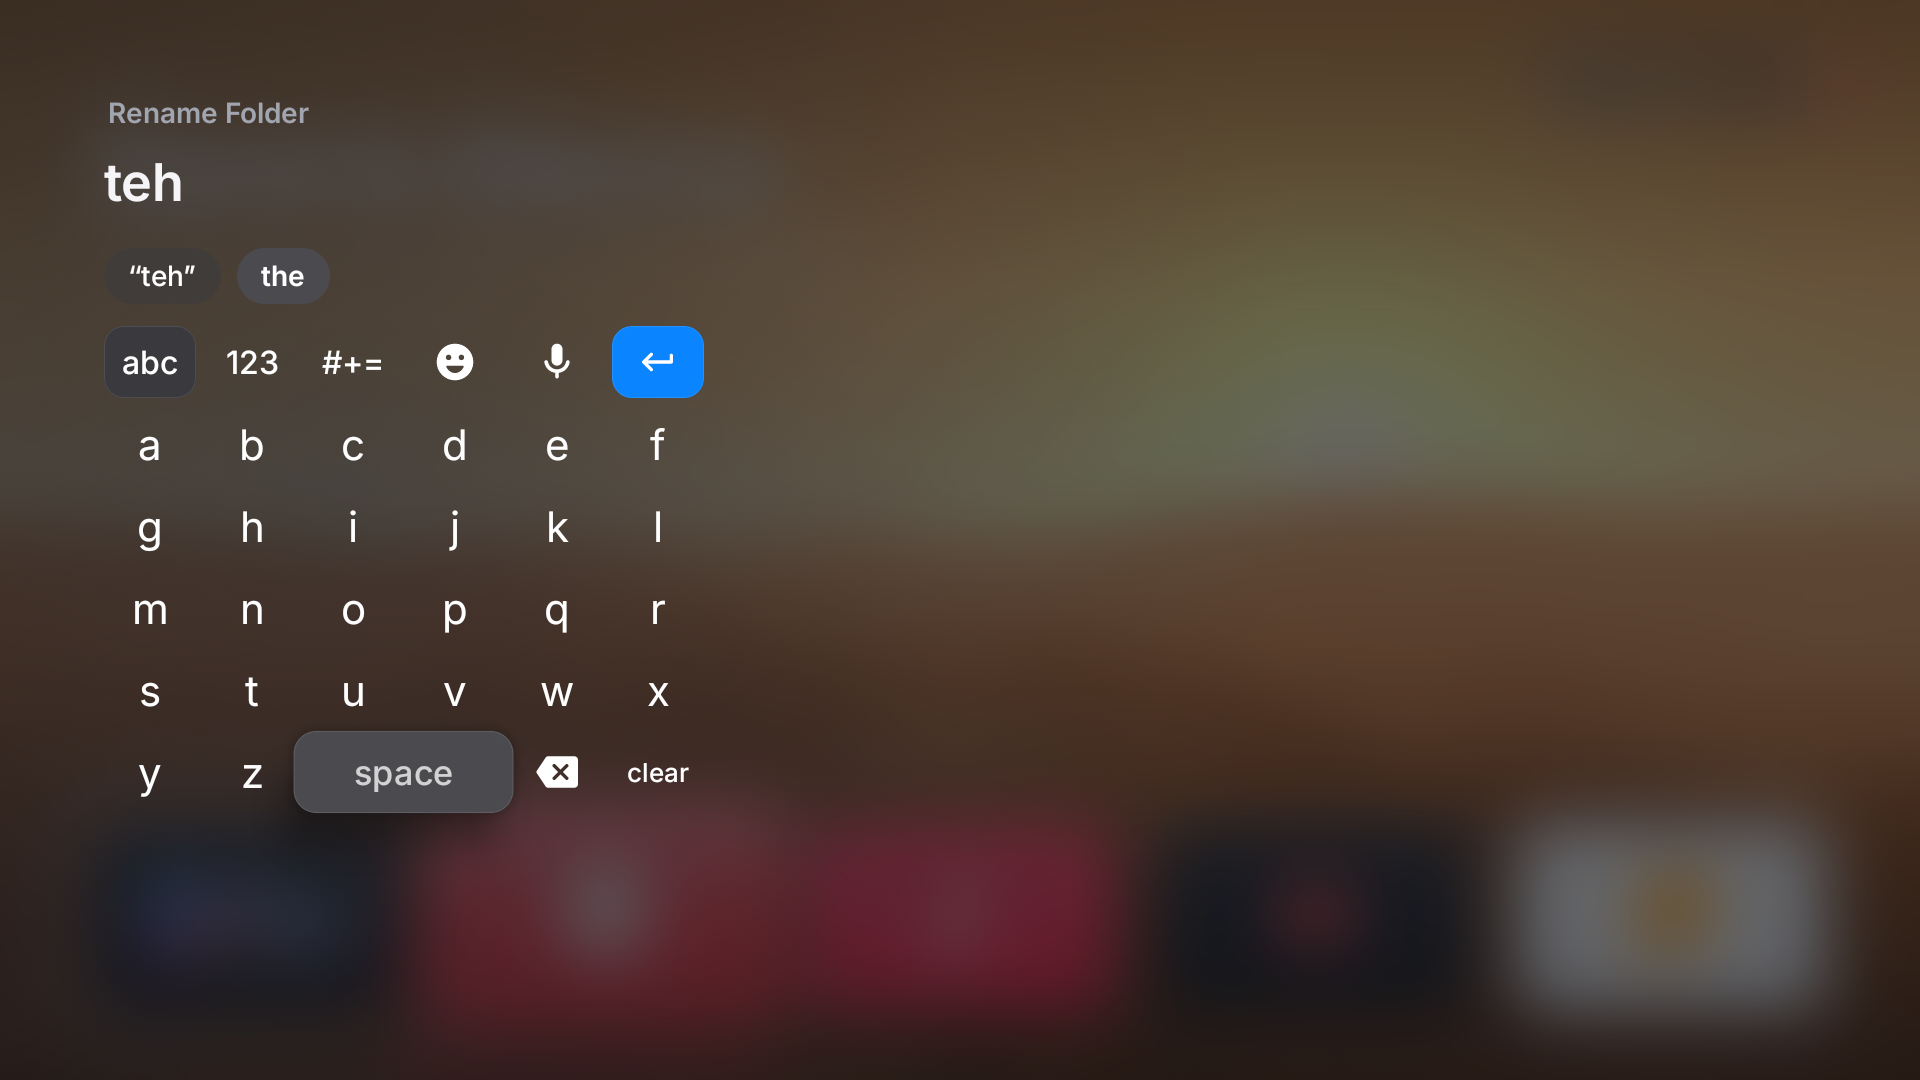 Rename Folder
teh
“teh” the
abc 123 #+=
a b c d e f
g h i j k l
m n o p q r
s t u v w x
y z space clear